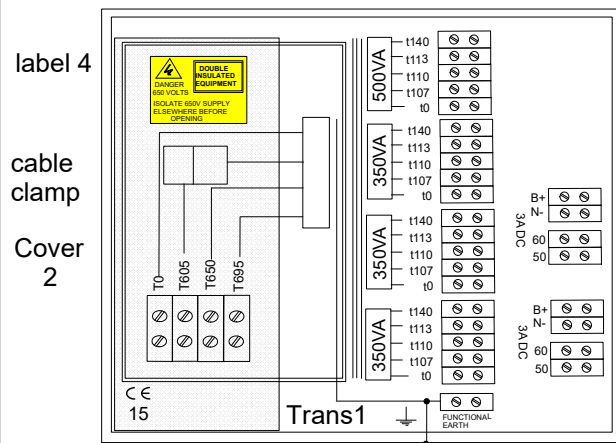 label 4
cable
clamp
Cover
2
DANGER
650 VOLTS
DOUBLE
INSULATED
EQUIPMENT
ISOLATE 650V SUPPLY
ELSEWHERE BEFORE
OPENING
T0
T605
T650
T695
CE
15
Trans1
500VA
t140
t113
t110
t107
t0
350VA
t140
t113
t110
t107
t0
350VA
t140
t113
t110
t107
t0
350VA
t140
t113
t110
t107
t0
FUNCTIONAL
EARTH
B+
N-
3A DC
60
50
B+
N-
3A DC
60
50